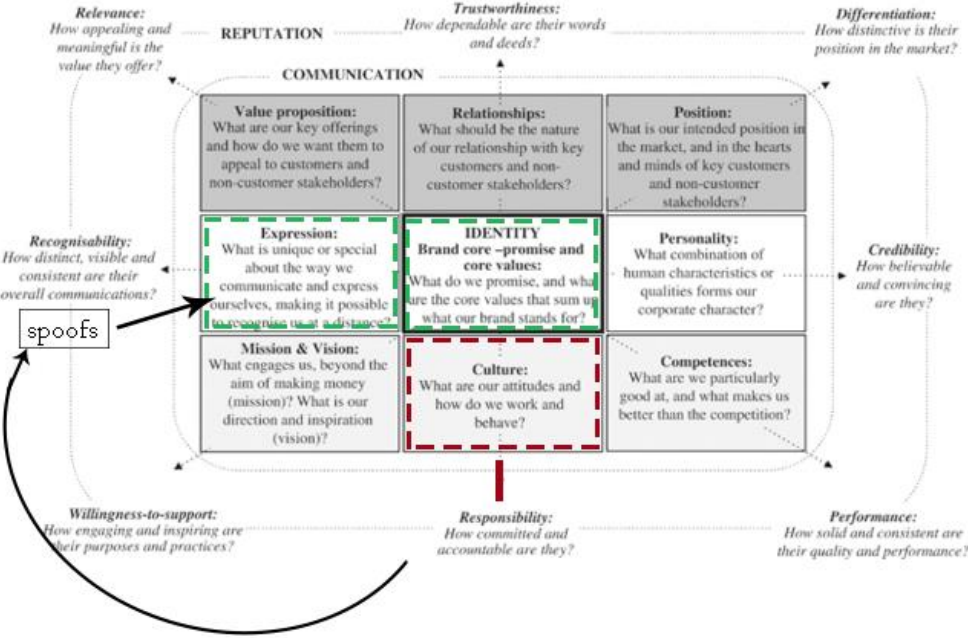 Relevance:
How appealing and
meaningful is the
value they offer?
REPUTATION
Trustworthiness:
How dependable are their words
and deeds?
Differentiation:
How distinctive is their
position in the market?
COMMUNICATION
Value proposition:
What are our key offerings
and how do we want them to
appeal to customers and
non-customer stakeholders?
Relationships:
What should be the nature
of our relationship with key
customers and non-
customer stakeholders?
Position:
What is our intended position in
the market, and in the hearts
and minds of key customers
and non-customer
stakeholders?
Recognisability:
How distinct, visible and
consistent are their
overall communications?
Expression:
What is unique or special
about the way we
communicate and express
ourselves, making it possible
to recognise us at a distance?
IDENTITY
Brand core –promise and
core values:
What do we promise, and what
are the core values that sum up
what our brand stands for?
Personality:
What combination of
human characteristics or
qualities forms our
corporate character?
Credibility:
How believable
and convincing
are they?
spoofs
Mission & Vision:
What engages us, beyond the
aim of making money
(mission)? What is our
direction and inspiration
(vision)?
Culture:
What are our attitudes and
how do we work and
behave?
Competences:
What are we particularly
good at, and what makes us
better than the competition?
Willingness-to-support:
How engaging and inspiring are
their purposes and practices?
Responsibility:
How committed and
accountable are they?
Performance:
How solid and consistent are
their quality and performance?